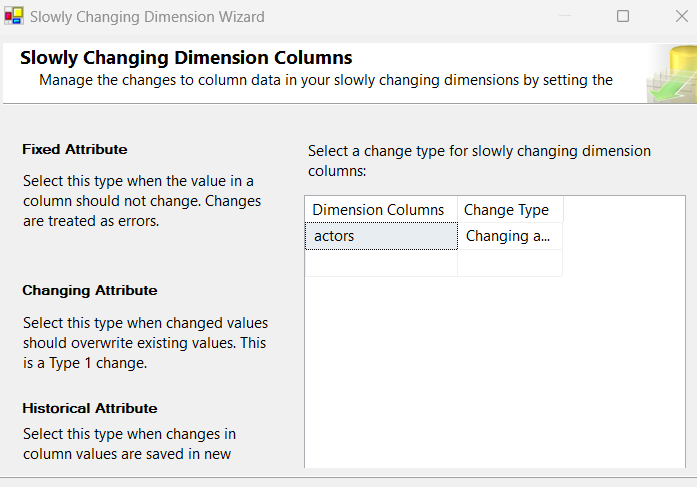 Slowly Changing Dimension Wizard
Slowly Changing Dimension Columns
Manage the changes to column data in your slowly changing dimensions by setting the
Fixed Attribute
Select this type when the value in a
column should not change. Changes
are treated as errors.
Changing Attribute
Select this type when changed values
should overwrite existing values. This
is a Type 1 change.
Historical Attribute
Select this type when changes in
column values are saved in new
Select a change type for slowly changing dimension
columns:
Dimension Columns Change Type
actors Changing a...